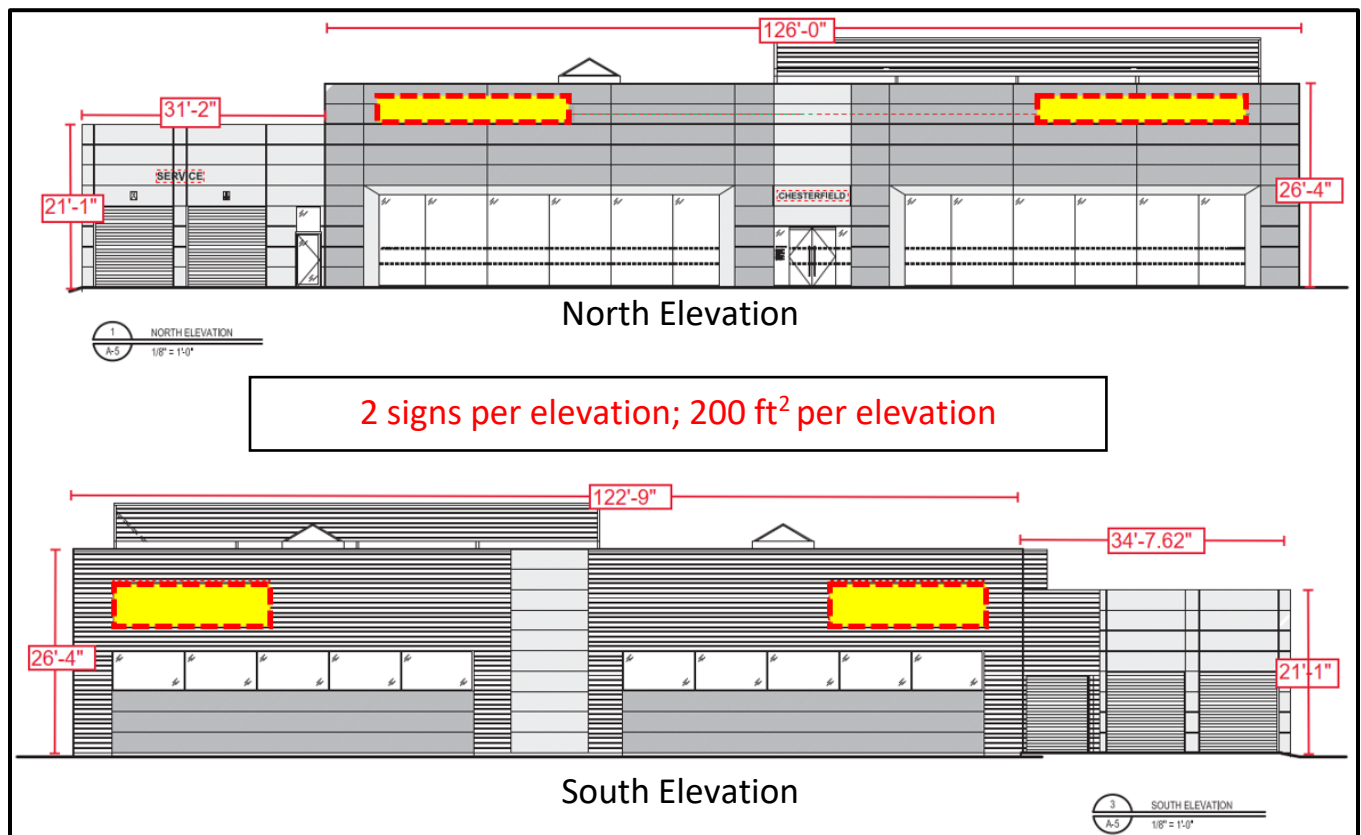 126'-0"
31'-2"
SERVICE
21'-1"
CHESTERFIELD
26'-4"
North Elevation
1
A-5
NORTH ELEVATION
1/8" = 1'-0"
2 signs per elevation; 200 ft² per elevation
122'-9"
34'-7.62"
26'-4"
21'-1"
South Elevation
3
A-5
SOUTH ELEVATION
1/8" = 1'-0"